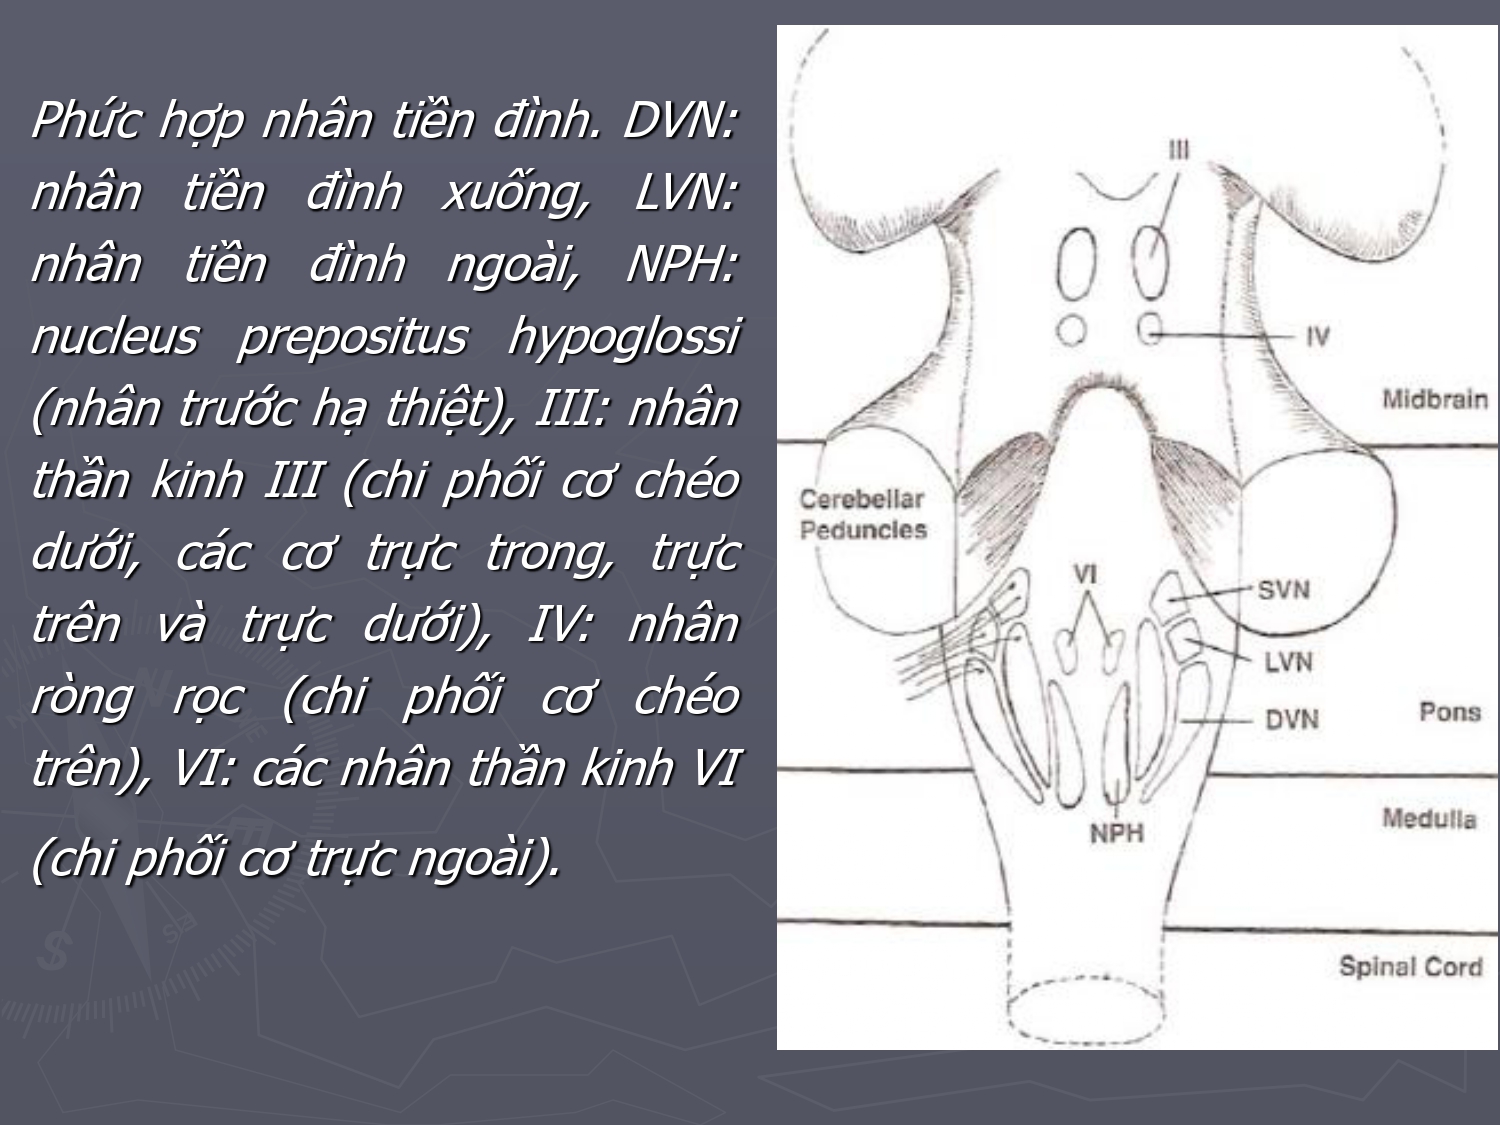 Phức hợp nhân tiền đình. DVN:
nhân tiền đình xuống, LVN:
nhân tiền đình ngoài, NPH:
nucleus prepositus hypoglossi
(nhân trước hạ thiệt), III: nhân
thần kinh III (chi phối cơ chéo
dưới, các cơ trực trong, trực
trên và trực dưới), IV: nhân
ròng rọc (chi phối cơ chéo
trên), VI: các nhân thần kinh VI
(chi phối cơ trực ngoài).
III
IV
Midbrain
Cerebellar
Peduncles
VI
SVN
LVN
DVN
Pons
Medulla
NPH
Spinal Cord
N
E
S
SE